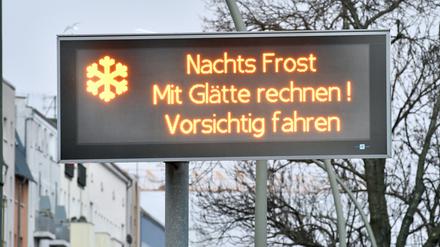 Nachts Frost
Mit Glätte rechnen !
Vorsichtig fahren